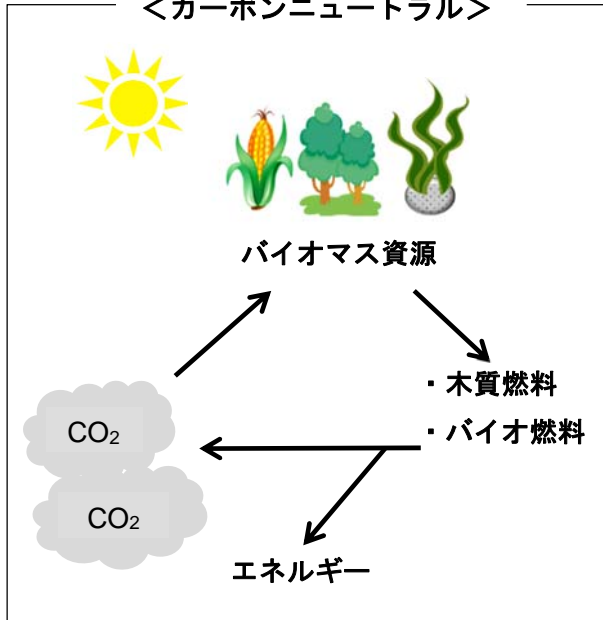 ＜カーボンニュートラル＞
バイオマス資源
・木質燃料
・バイオ燃料
CO₂
CO₂
エネルギー